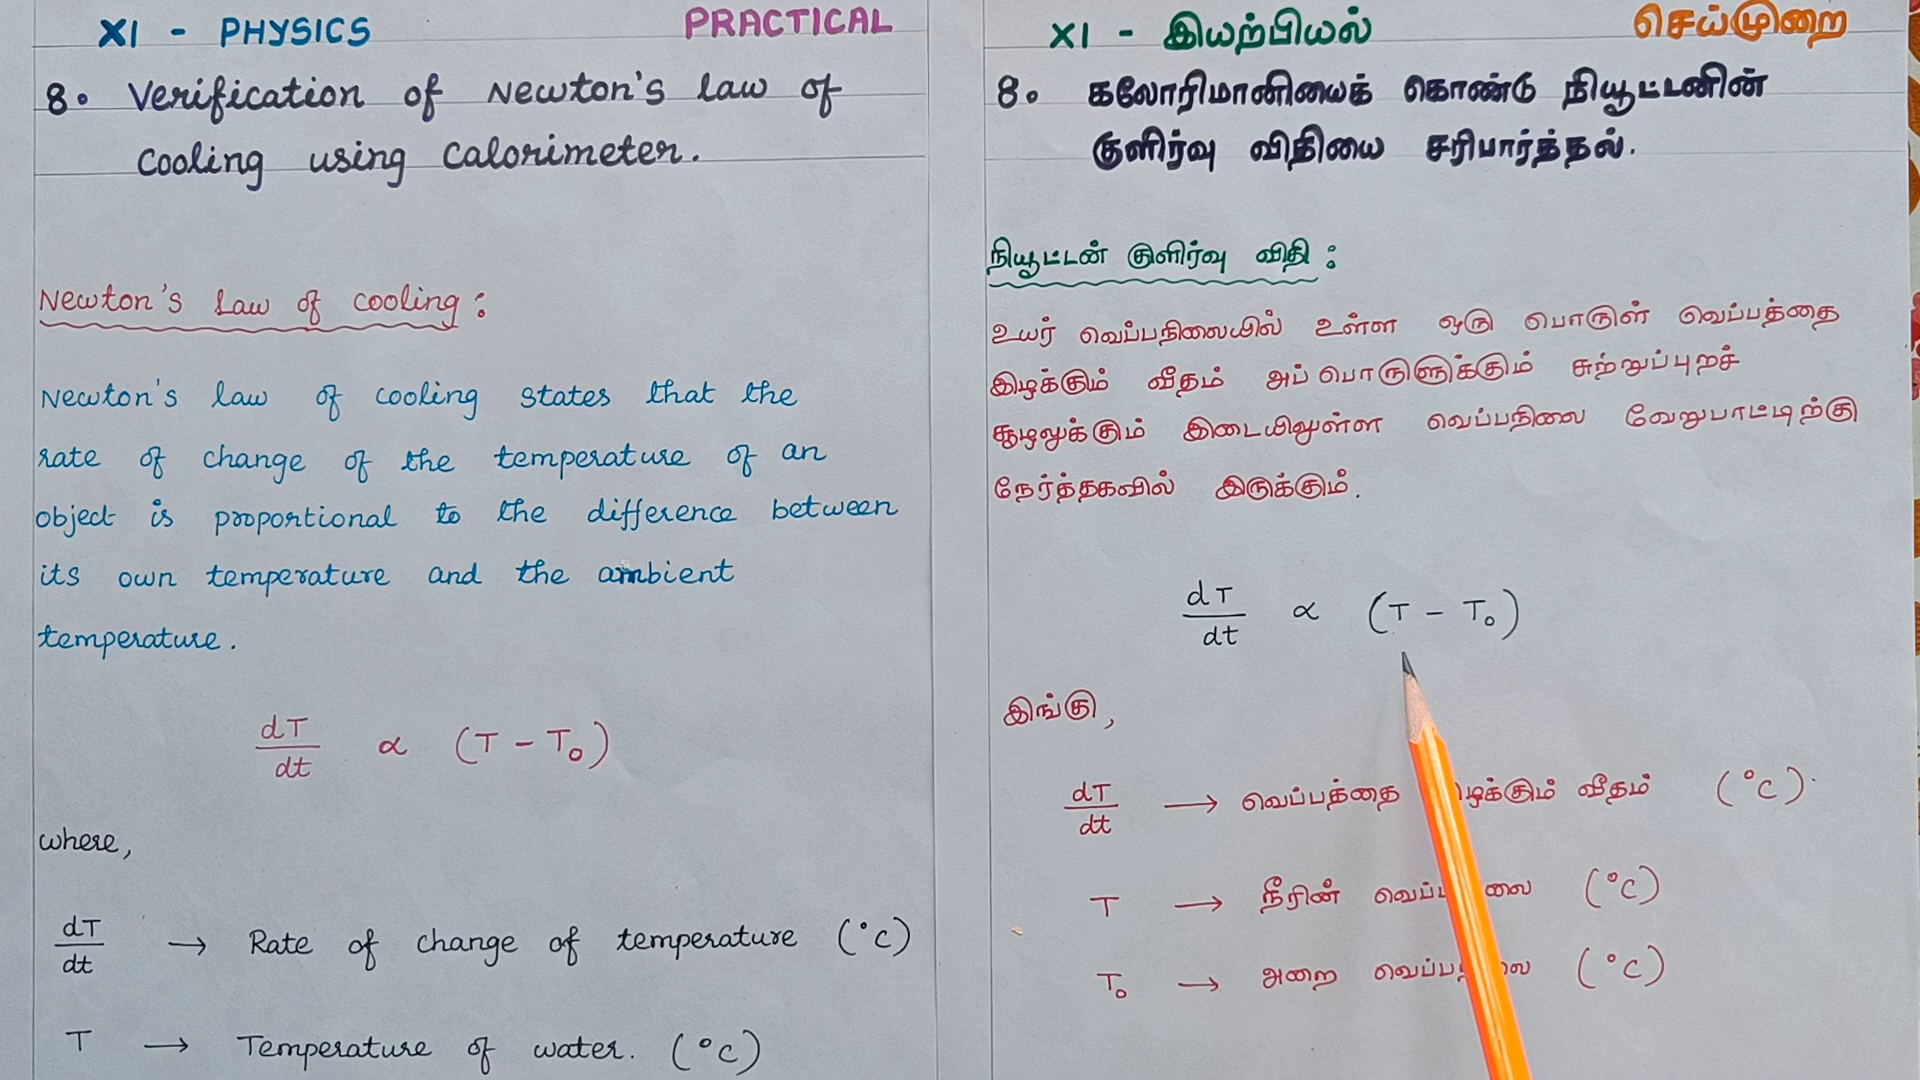 XI - PHYSICS PRACTICAL
8. Verification of Newton's law of
cooling using calorimeter.
Newton's Law of cooling :
Newton's law of cooling states that the
rate of change of the temperature of an
object is proportional to the difference between
its own temperature and the ambient
temperature.
dT/dt ∝ (T - T₀)
where,
dT/dt → Rate of change of temperature (°C)
T → Temperature of water. (°C)
XI - இயற்பியல் செய்முறை
8. கலோரிமானியைக் கொண்டு நியூட்டனின்
குளிர்வு விதியை சரிபார்த்தல்.
நியூட்டன் குளிர்வு விதி :
உயர் வெப்பநிலையில் உள்ள ஒரு பொருள் வெப்பத்தை
இழக்கும் வீதம் அப்பொருளுக்கும் சுற்றுப்புறச்
சூழலுக்கும் இடையிலுள்ள வெப்பநிலை வேறுபாட்டிற்கு
நேர்த்தகவில் இருக்கும்.
dT/dt ∝ (T - T₀)
இங்கு,
dT/dt → வெப்பத்தை வீதம் (°C).
T → நீரின் (°C)
T₀ → அறை (°C)